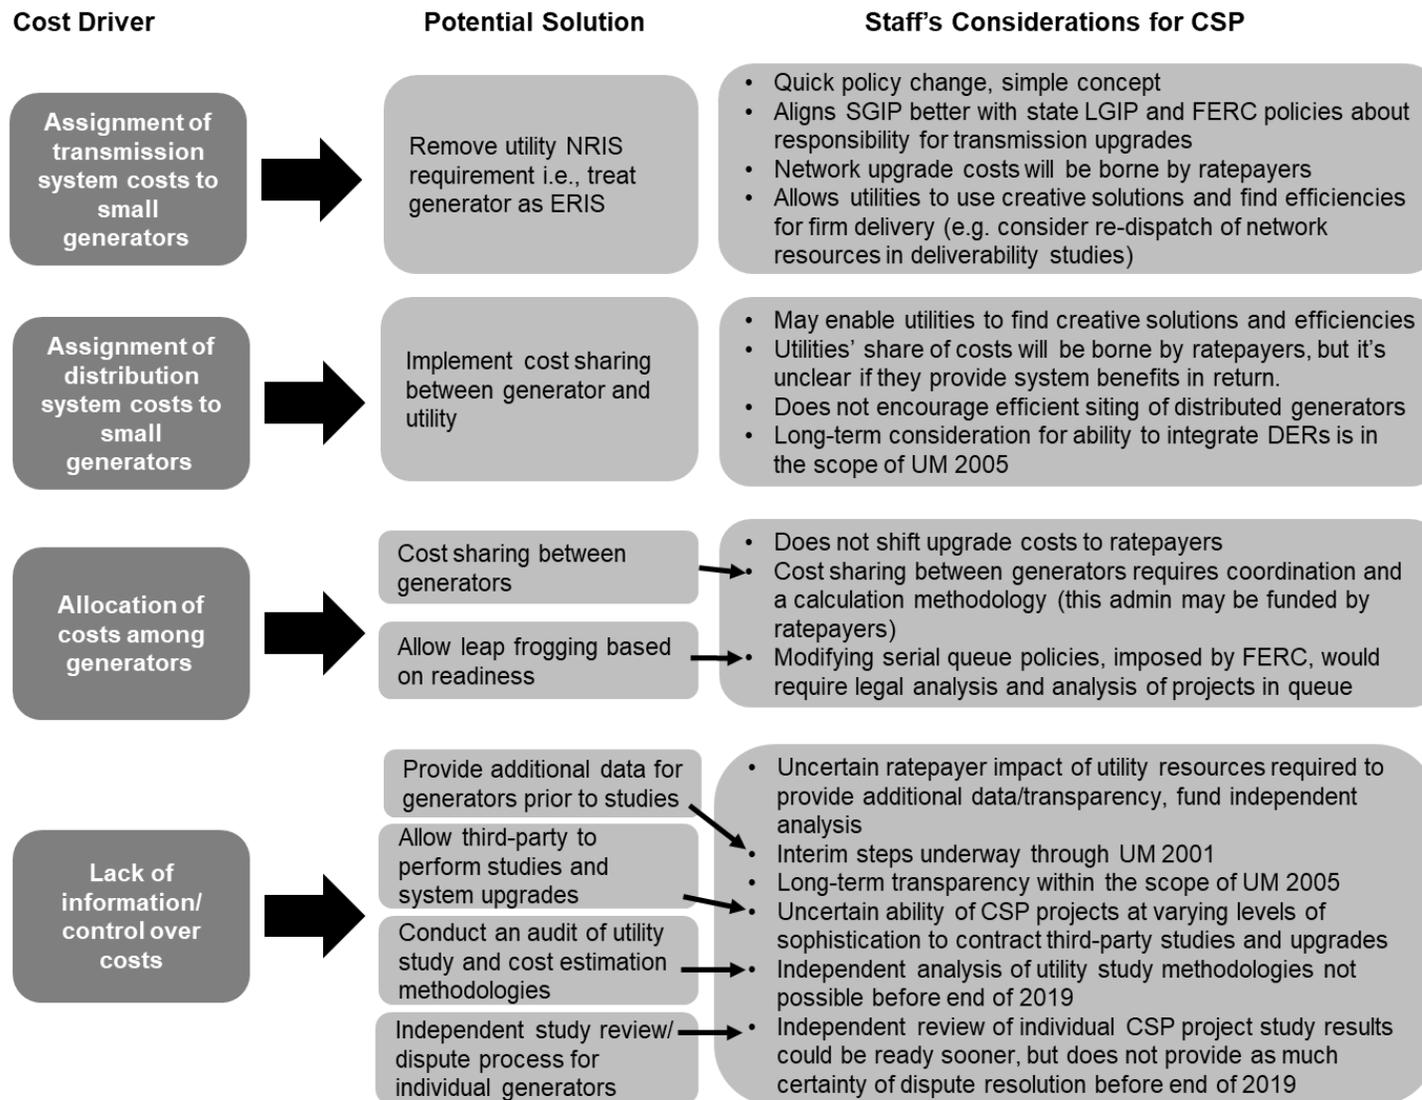 Cost Driver
Potential Solution
Staff's Considerations for CSP
Assignment of
transmission
system costs to
small
generators
Remove utility NRIS
requirement i.e., treat
generator as ERIS
• Quick policy change, simple concept
• Aligns SGIP better with state LGIP and FERC policies about
responsibility for transmission upgrades
• Network upgrade costs will be borne by ratepayers
• Allows utilities to use creative solutions and find efficiencies
for firm delivery (e.g. consider re-dispatch of network
resources in deliverability studies)
Assignment of
distribution
system costs to
small
generators
Implement cost sharing
between generator and
utility
• May enable utilities to find creative solutions and efficiencies
• Utilities' share of costs will be borne by ratepayers, but it's
unclear if they provide system benefits in return.
• Does not encourage efficient siting of distributed generators
• Long-term consideration for ability to integrate DERs is in
the scope of UM 2005
Allocation of
costs among
generators
Cost sharing between
generators
Allow leap frogging based
on readiness
• Does not shift upgrade costs to ratepayers
• Cost sharing between generators requires coordination and
a calculation methodology (this admin may be funded by
ratepayers)
• Modifying serial queue policies, imposed by FERC, would
require legal analysis and analysis of projects in queue
Lack of
information/
control over
costs
Provide additional data for
generators prior to studies
Allow third-party to
perform studies and
system upgrades
Conduct an audit of utility
study and cost estimation
methodologies
Independent study review/
dispute process for
individual generators
• Uncertain ratepayer impact of utility resources required to
provide additional data/transparency, fund independent
analysis
• Interim steps underway through UM 2001
• Long-term transparency within the scope of UM 2005
• Uncertain ability of CSP projects at varying levels of
sophistication to contract third-party studies and upgrades
• Independent analysis of utility study methodologies not
possible before end of 2019
• Independent review of individual CSP project study results
could be ready sooner, but does not provide as much
certainty of dispute resolution before end of 2019